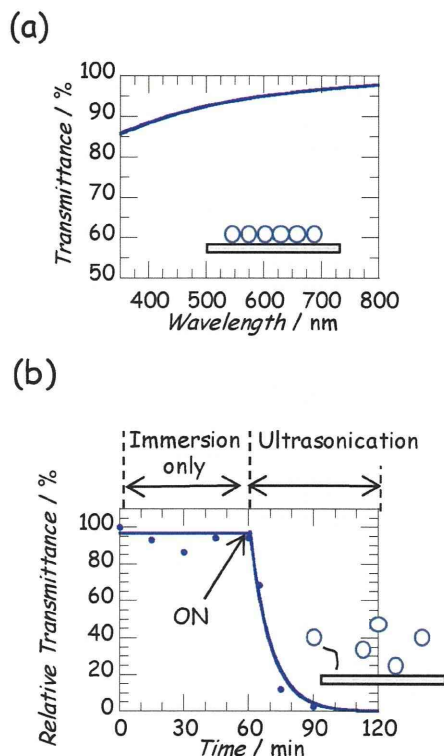 (a)
Transmittance / %
100
90
80
70
60
50
400 500 600 700 800
Wavelength / nm
(b)
Immersion only
Ultrasonication
Relative Transmittance / %
100
80
60
40
20
0
ON
0 30 60 90 120
Time / min